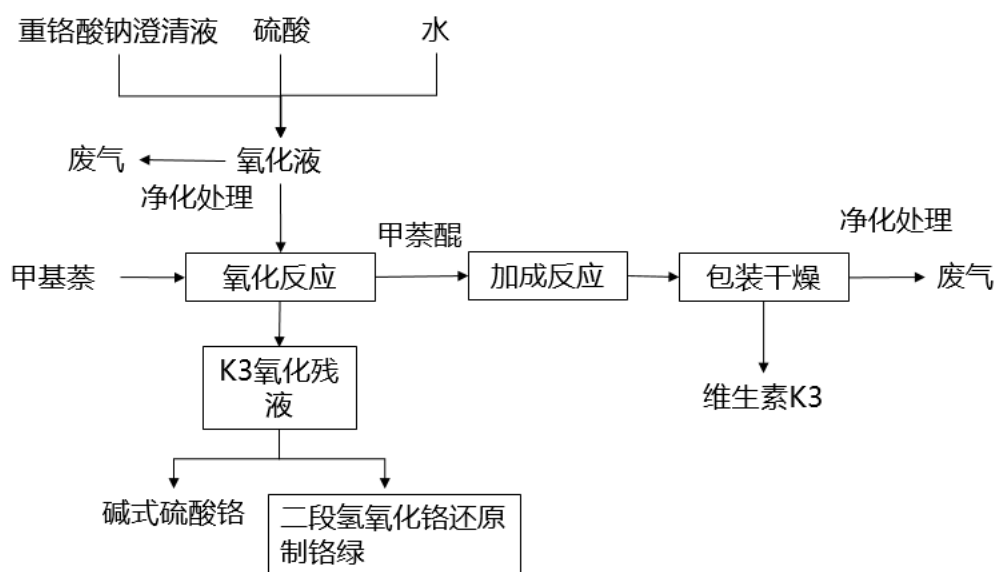 重铬酸钠澄清液 硫酸 水
废气 氧化液
净化处理
甲萘醌 净化处理
甲基萘 氧化反应 加成反应 包装干燥 废气
K3氧化残
液
维生素K3
碱式硫酸铬 二段氢氧化铬还原
制铬绿